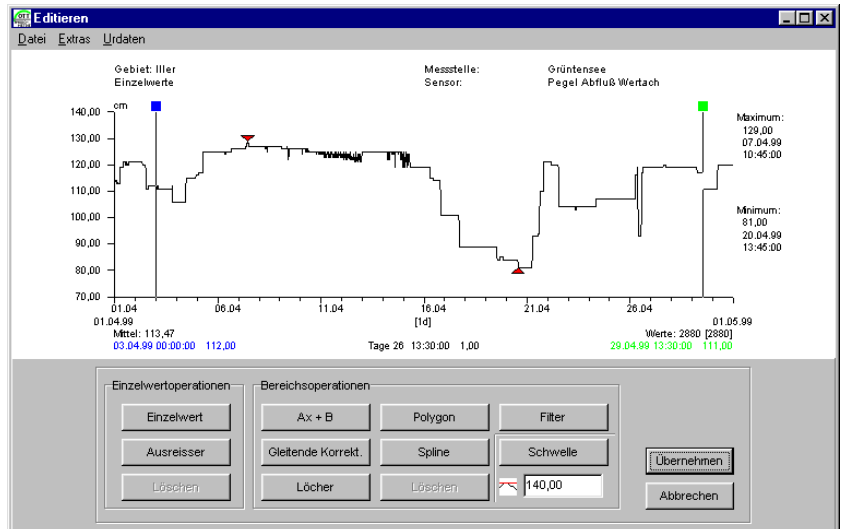 OTT
Editieren
Datei Extras Urdaten
Gebiet: Iller Messstelle: Grüntensee
Einzelwerte Sensor: Pegel Abfluß Wertach
cm
140,00
130,00
120,00
110,00
100,00
90,00
80,00
70,00
Maximum:
129,00
07.04.99
10:45:00
Minimum:
81,00
20.04.99
13:45:00
01.04 06.04 11.04 16.04 21.04 26.04
01.04.99 [1d] 01.05.99
Mittel: 113,47 Werte: 2880 [2880]
03.04.99 00:00:00 112,00 Tage 26 13:30:00 1,00 29.04.99 13:30:00 111,00
Einzelwertoperationen Bereichsoperationen
Einzelwert Ax + B Polygon Filter
Ausreisser Gleitende Korrekt. Spline Schwelle Übernehmen
Löschen Löcher Löschen 140,00 Abbrechen